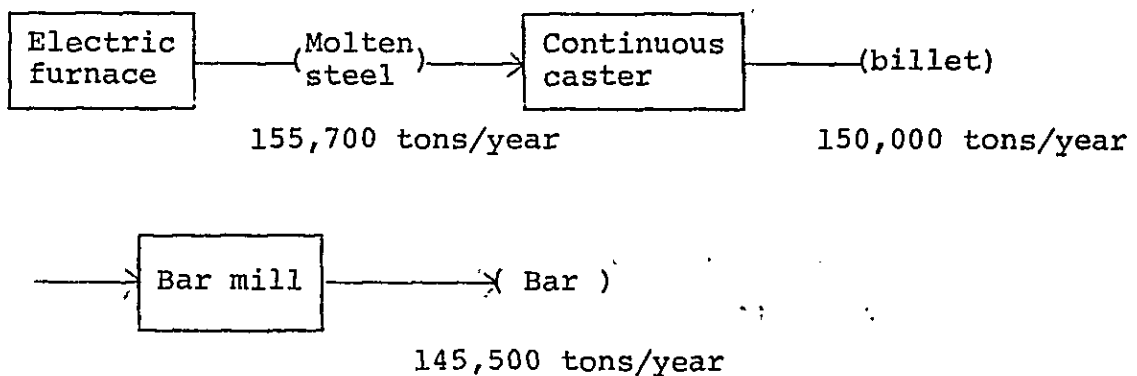 Electric furnace
(Molten steel)
Continuous caster
(billet)
155,700 tons/year
150,000 tons/year
Bar mill
( Bar )
145,500 tons/year